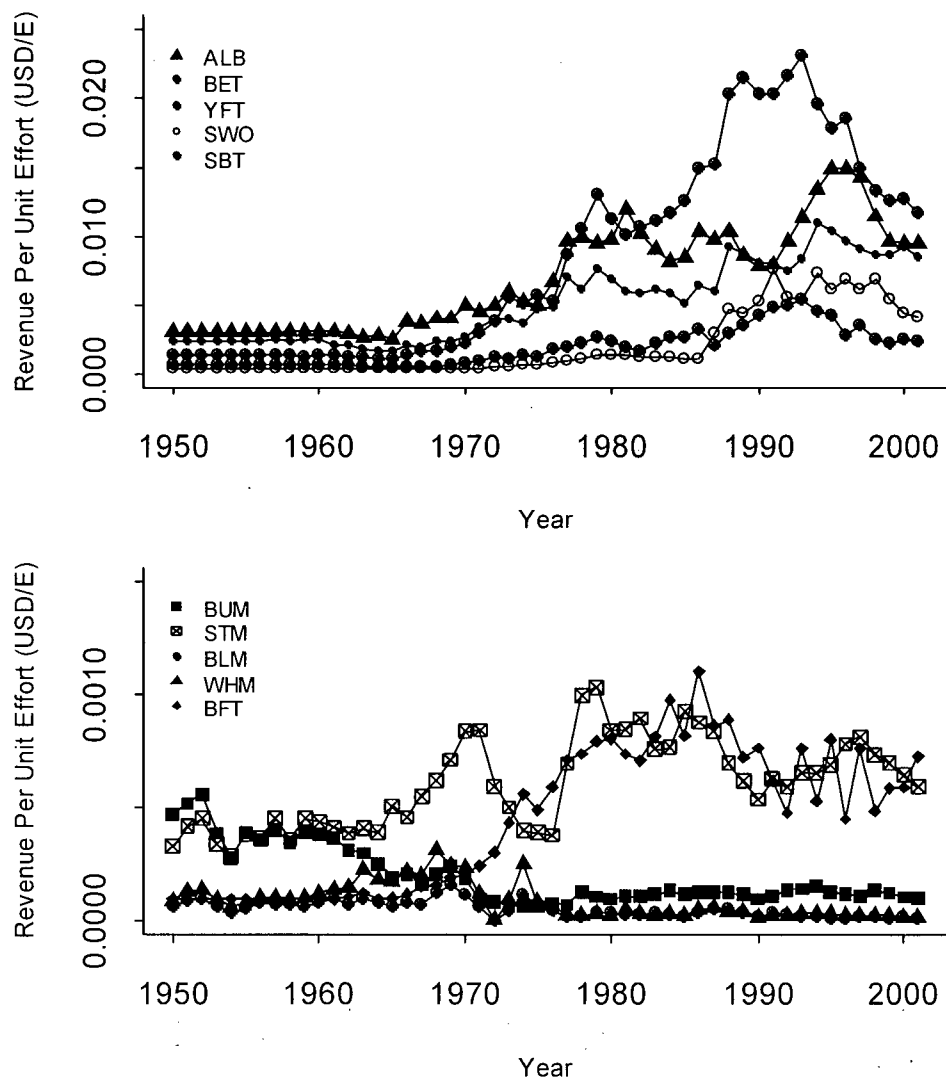 Revenue Per Unit Effort (USD/E)
0.020
0.010
0.000
ALB
BET
YFT
SWO
SBT
1950 1960 1970 1980 1990 2000
Year
Revenue Per Unit Effort (USD/E)
0.0010
0.0000
BUM
STM
BLM
WHM
BFT
1950 1960 1970 1980 1990 2000
Year